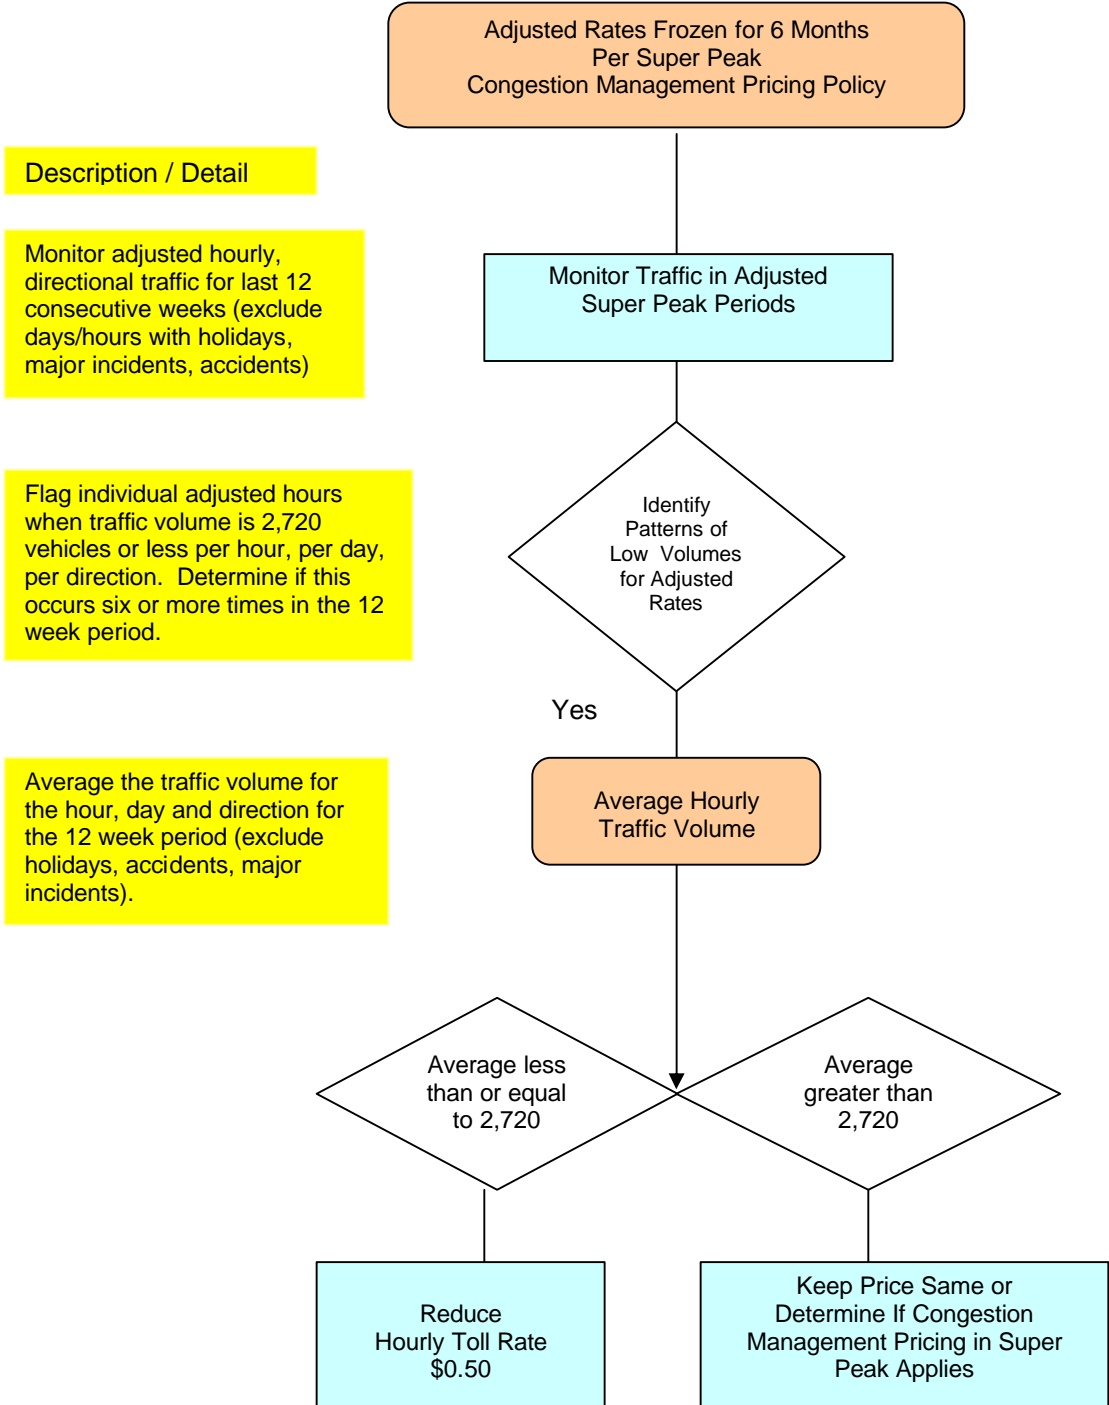 Adjusted Rates Frozen for 6 Months
Per Super Peak
Congestion Management Pricing Policy
Description / Detail
Monitor adjusted hourly,
directional traffic for last 12
consecutive weeks (exclude
days/hours with holidays,
major incidents, accidents)
Monitor Traffic in Adjusted
Super Peak Periods
Flag individual adjusted hours
when traffic volume is 2,720
vehicles or less per hour, per day,
per direction.  Determine if this
occurs six or more times in the 12
week period.
Identify
Patterns of
Low  Volumes
for Adjusted
Rates
Yes
Average the traffic volume for
the hour, day and direction for
the 12 week period (exclude
holidays, accidents, major
incidents).
Average Hourly
Traffic Volume
Average less
than or equal
to 2,720
Average
greater than
2,720
Reduce
Hourly Toll Rate
$0.50
Keep Price Same or
Determine If Congestion
Management Pricing in Super
Peak Applies